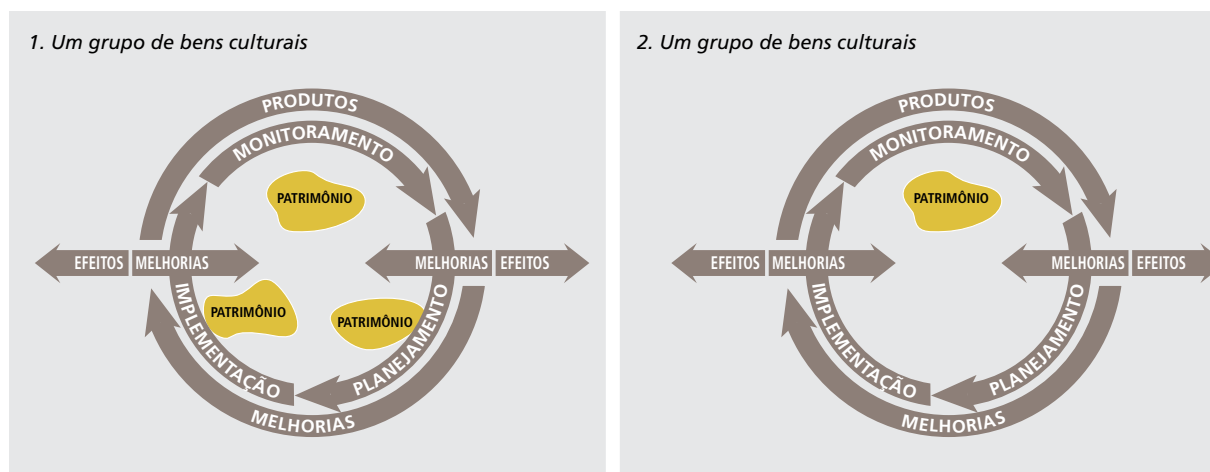 1. Um grupo de bens culturais
PRODUTOS
MONITORAMENTO
PATRIMÔNIO
EFEITOS MELHORIAS
MELHORIAS EFEITOS
PATRIMÔNIO
PATRIMÔNIO
IMPLEMENTAÇÃO
PLANEJAMENTO
MELHORIAS
2. Um grupo de bens culturais
PRODUTOS
MONITORAMENTO
PATRIMÔNIO
EFEITOS MELHORIAS
MELHORIAS EFEITOS
IMPLEMENTAÇÃO
PLANEJAMENTO
MELHORIAS